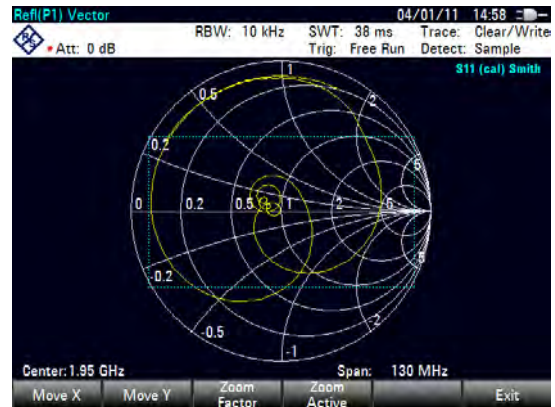 Refl(P1) Vector 04/01/11 14:58
R&S Att: 0 dB RBW: 10 kHz SWT: 38 ms Trace: Clear/Write
Trig: Free Run Detect: Sample
S11 (cal) Smith
1
0.5
2
0.2
5
0 0.2 0.5 1 2 5
-0.2
-5
-0.5
-2
-1
Center: 1.95 GHz Span: 130 MHz
Move X Move Y Zoom Factor Zoom Active Exit